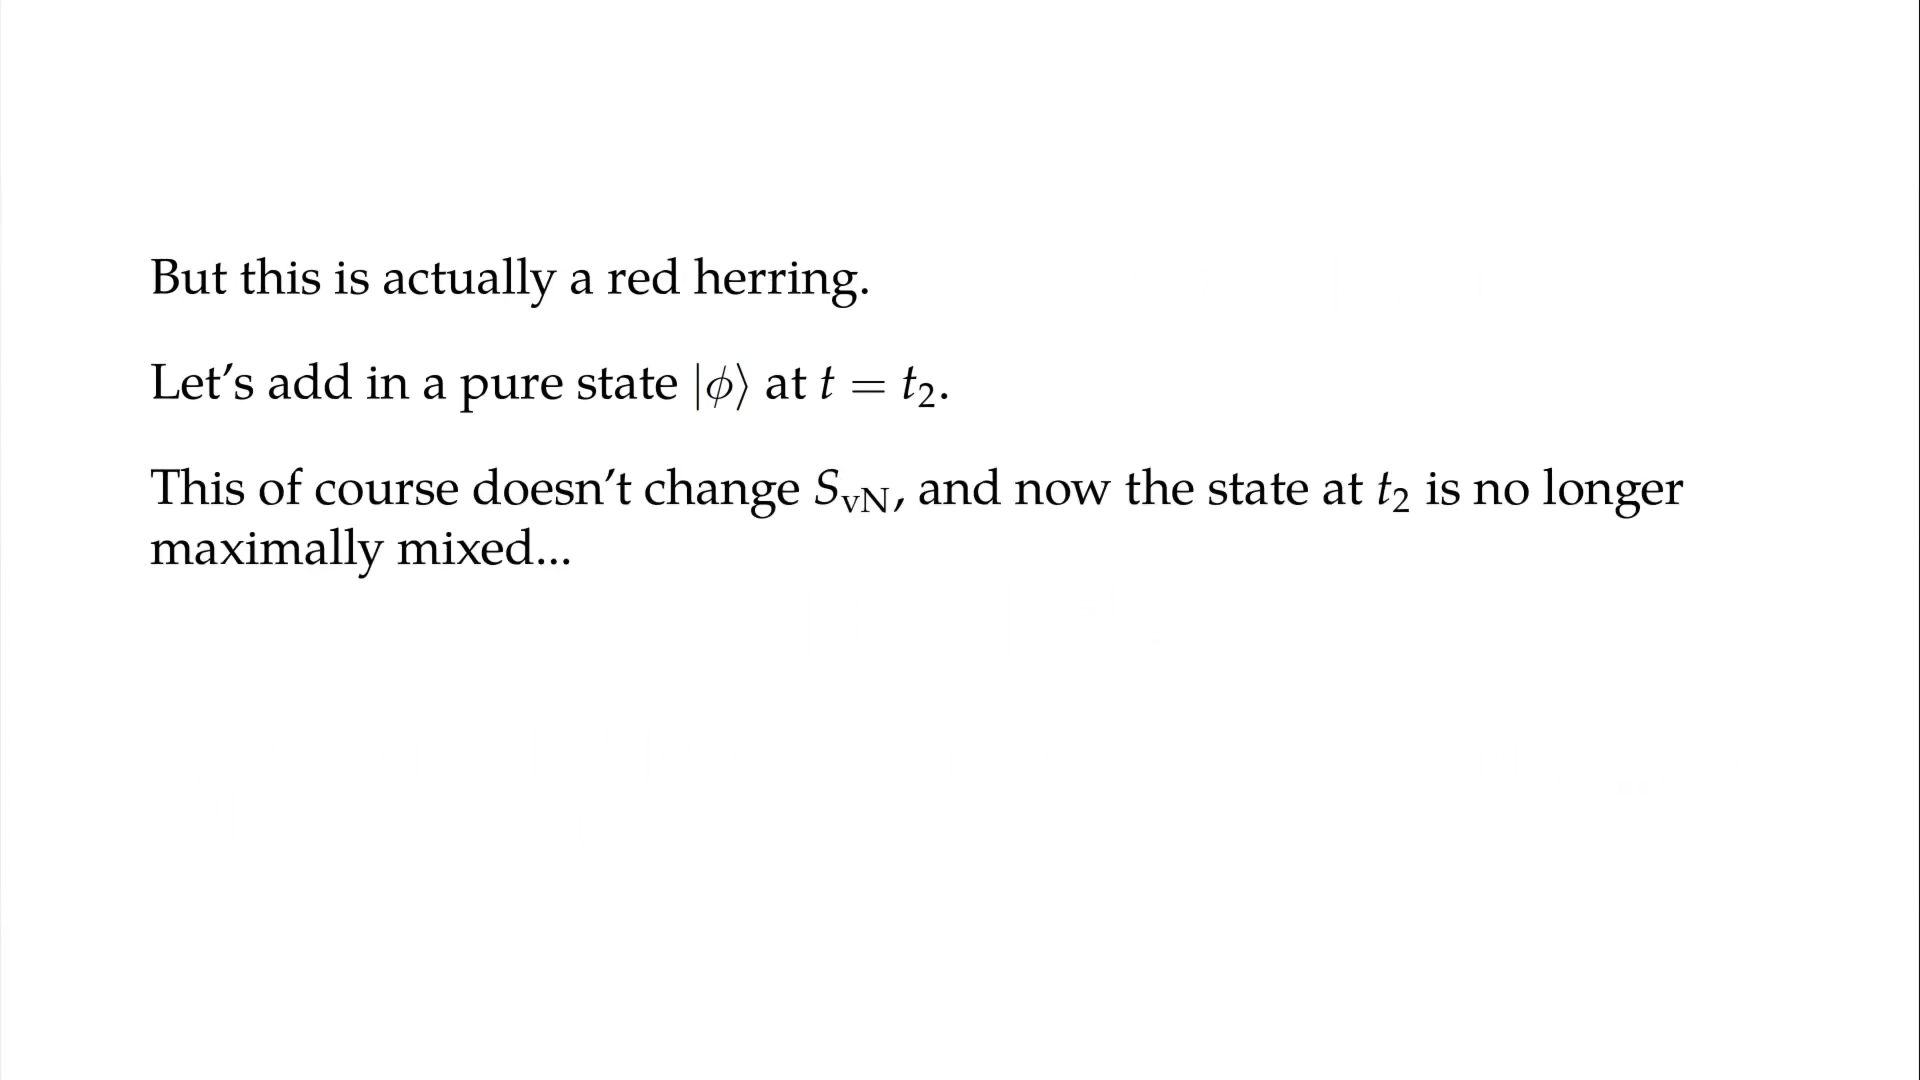 But this is actually a red herring.
Let’s add in a pure state |ϕ⟩ at t = t₂.
This of course doesn’t change S_vN, and now the state at t₂ is no longer
maximally mixed...